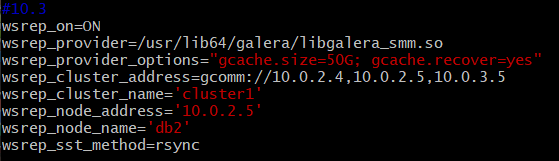 #10.3
wsrep_on=ON
wsrep_provider=/usr/lib64/galera/libgalera_smm.so
wsrep_provider_options="gcache.size=50G; gcache.recover=yes"
wsrep_cluster_address=gcomm://10.0.2.4,10.0.2.5,10.0.3.5
wsrep_cluster_name='cluster1'
wsrep_node_address='10.0.2.5'
wsrep_node_name='db2'
wsrep_sst_method=rsync